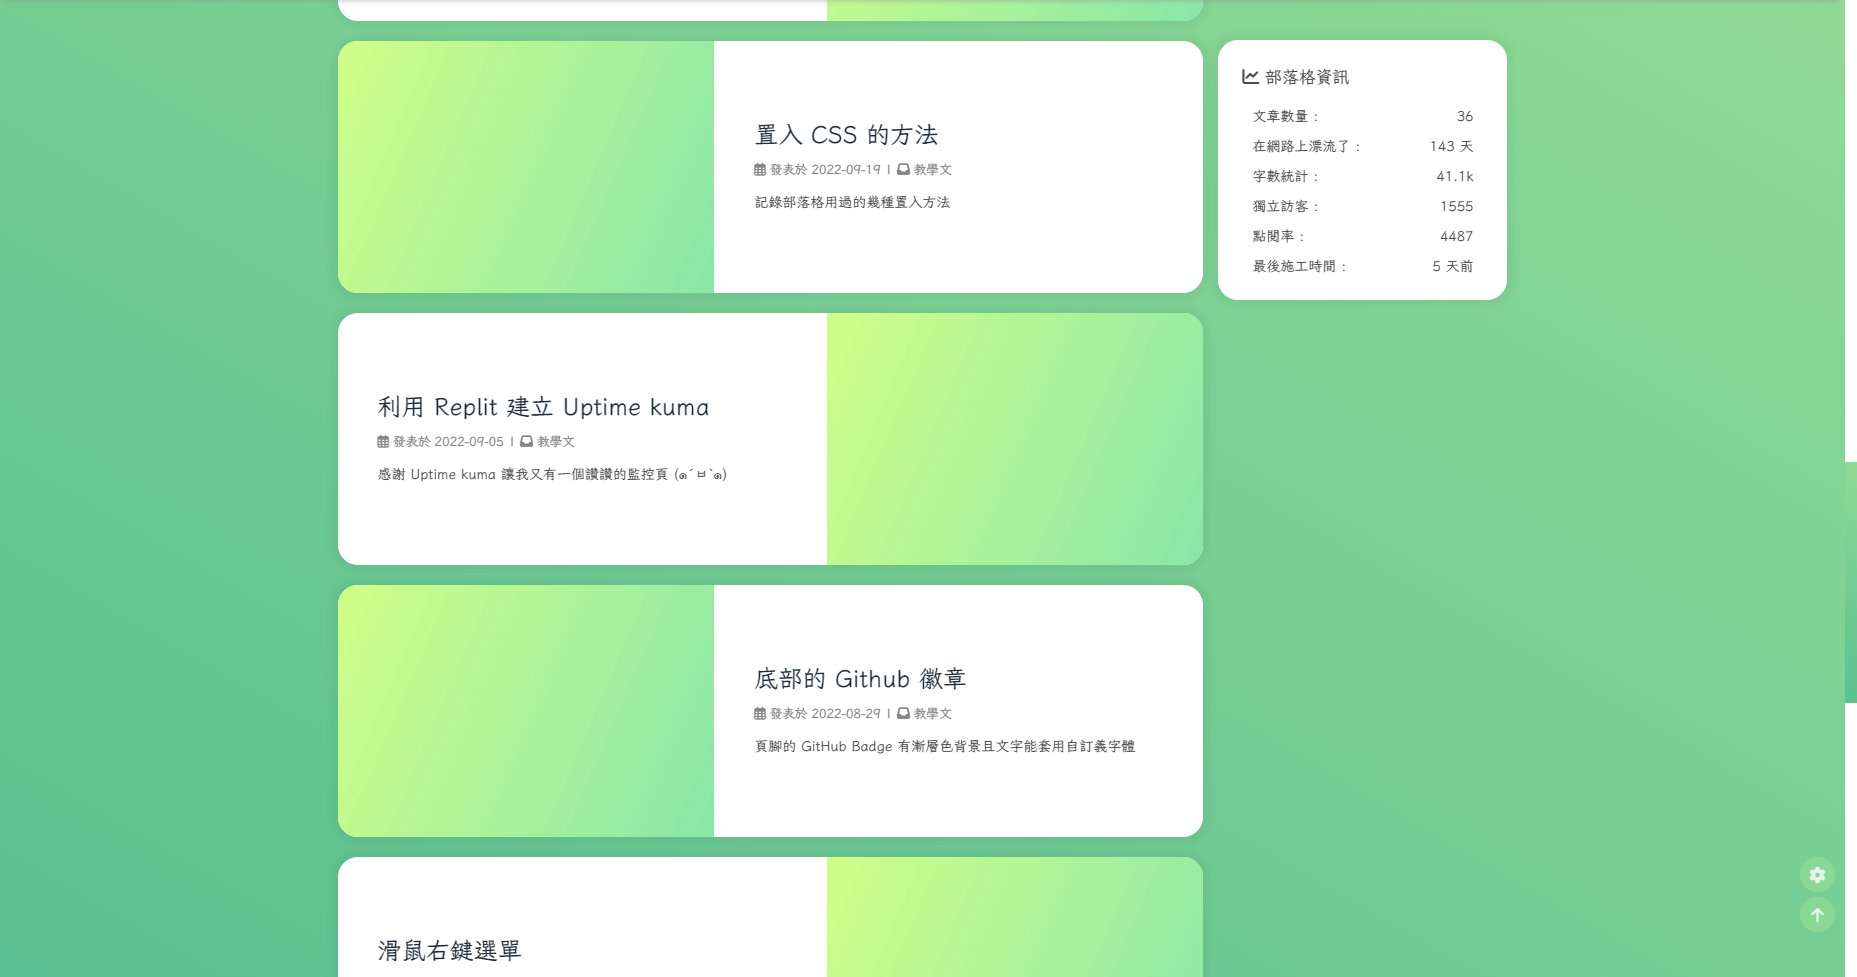 置入 CSS 的方法
發表於 2022-09-19 | 教學文
記錄部落格用過的幾種置入方法
利用 Replit 建立 Uptime kuma
發表於 2022-09-05 | 教學文
感謝 Uptime kuma 讓我又有一個讚讚的監控頁 (๑´ㅂ`๑)
底部的 Github 徽章
發表於 2022-08-29 | 教學文
頁腳的 GitHub Badge 有漸層色背景且文字能套用自訂義字體
滑鼠右鍵選單
部落格資訊
文章數量 : 36
在網路上漂流了 : 143 天
字數統計 : 41.1k
獨立訪客 : 1555
點閱率 : 4487
最後施工時間 : 5 天前